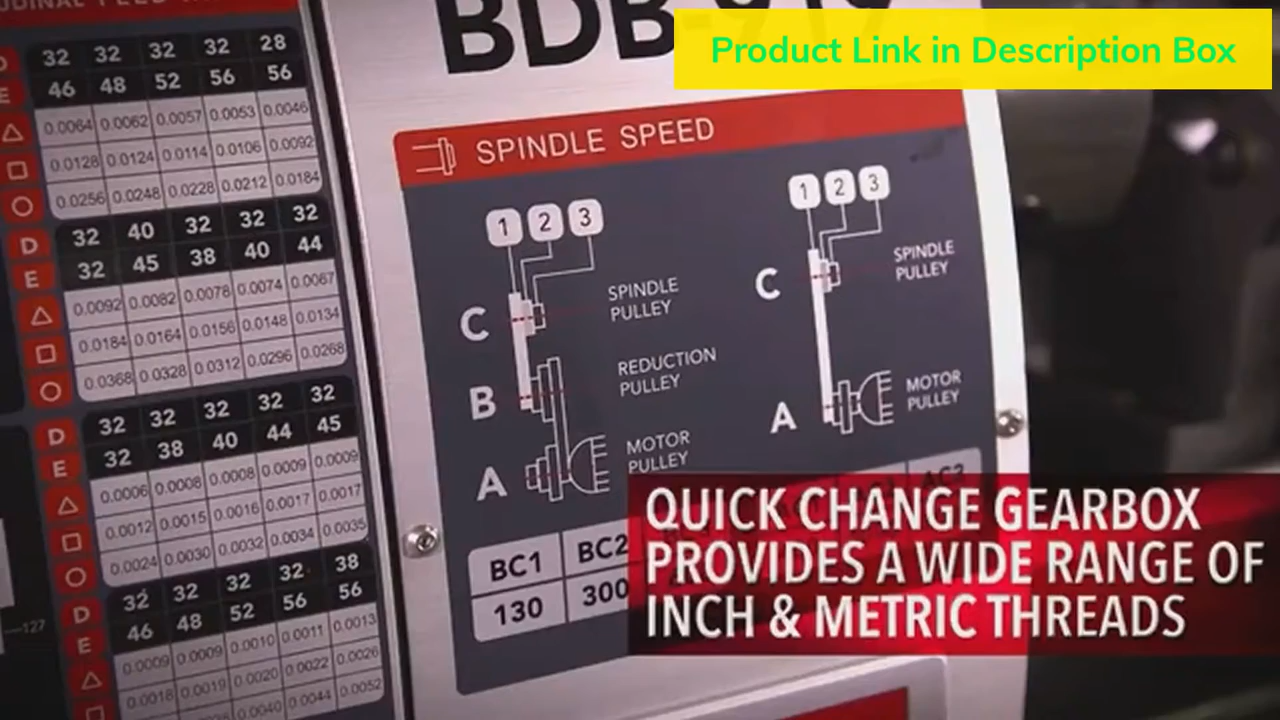 BDB-
Product Link in Description Box
D 32 32 32 32 28
E 46 48 52 56 56
0.0064 0.0062 0.0057 0.0053 0.0046
0.0128 0.0124 0.0114 0.0106 0.0092
0.0256 0.0248 0.0228 0.0212 0.0184
D 32 40 32 32 32
E 32 45 38 40 44
0.0092 0.0082 0.0078 0.0074 0.0067
0.0184 0.0164 0.0156 0.0148 0.0134
0.0368 0.0328 0.0312 0.0296 0.0268
D 32 32 32 32 32
E 32 38 40 44 45
0.0006 0.0008 0.0008 0.0009 0.0009
0.0012 0.0015 0.0016 0.0017 0.0017
0.0024 0.0030 0.0032 0.0034 0.0035
D 32 32 32 32 38
E 46 48 52 56 56
0.0009 0.0009 0.0010 0.0011 0.0013
0.0018 0.0019 0.0020 0.0022 0.0026
0.0040 0.0044 0.0052
127
SPINDLE SPEED
1 2 3
C SPINDLE
PULLEY
B REDUCTION
PULLEY
A MOTOR
PULLEY
BC1 BC2
130 300
1 2 3
C SPINDLE
PULLEY
A MOTOR
PULLEY
AC2
QUICK CHANGE GEARBOX
PROVIDES A WIDE RANGE OF
INCH & METRIC THREADS